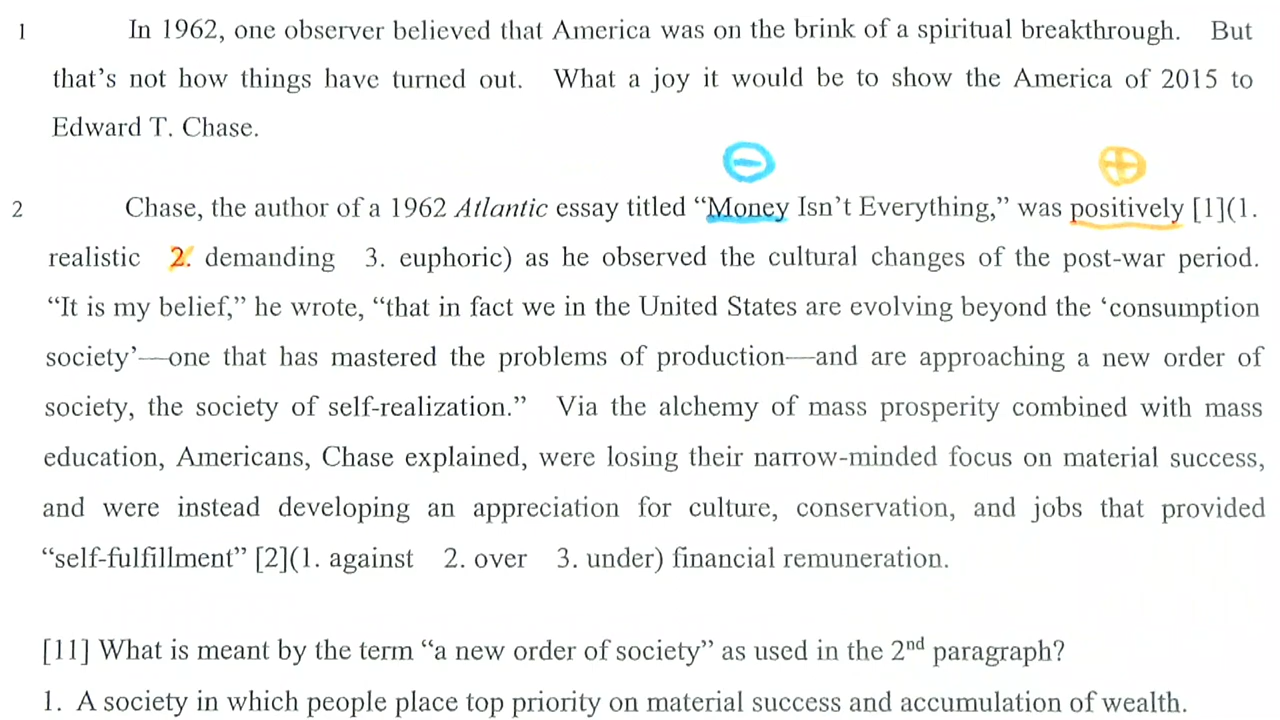 1 In 1962, one observer believed that America was on the brink of a spiritual breakthrough. But
that's not how things have turned out. What a joy it would be to show the America of 2015 to
Edward T. Chase.
2 Chase, the author of a 1962 Atlantic essay titled “Money Isn't Everything,” was positively [1](1.
realistic 2. demanding 3. euphoric) as he observed the cultural changes of the post-war period.
“It is my belief,” he wrote, “that in fact we in the United States are evolving beyond the ‘consumption
society’—one that has mastered the problems of production—and are approaching a new order of
society, the society of self-realization.” Via the alchemy of mass prosperity combined with mass
education, Americans, Chase explained, were losing their narrow-minded focus on material success,
and were instead developing an appreciation for culture, conservation, and jobs that provided
“self-fulfillment” [2](1. against 2. over 3. under) financial remuneration.
[11] What is meant by the term “a new order of society” as used in the 2nd paragraph?
1. A society in which people place top priority on material success and accumulation of wealth.